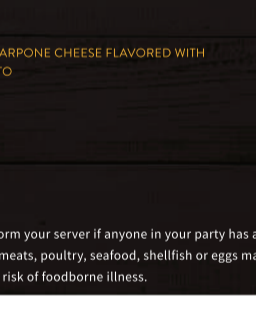 ARPONE CHEESE FLAVORED WITH
TO
orm your server if anyone in your party has a
meats, poultry, seafood, shellfish or eggs ma
risk of foodborne illness.